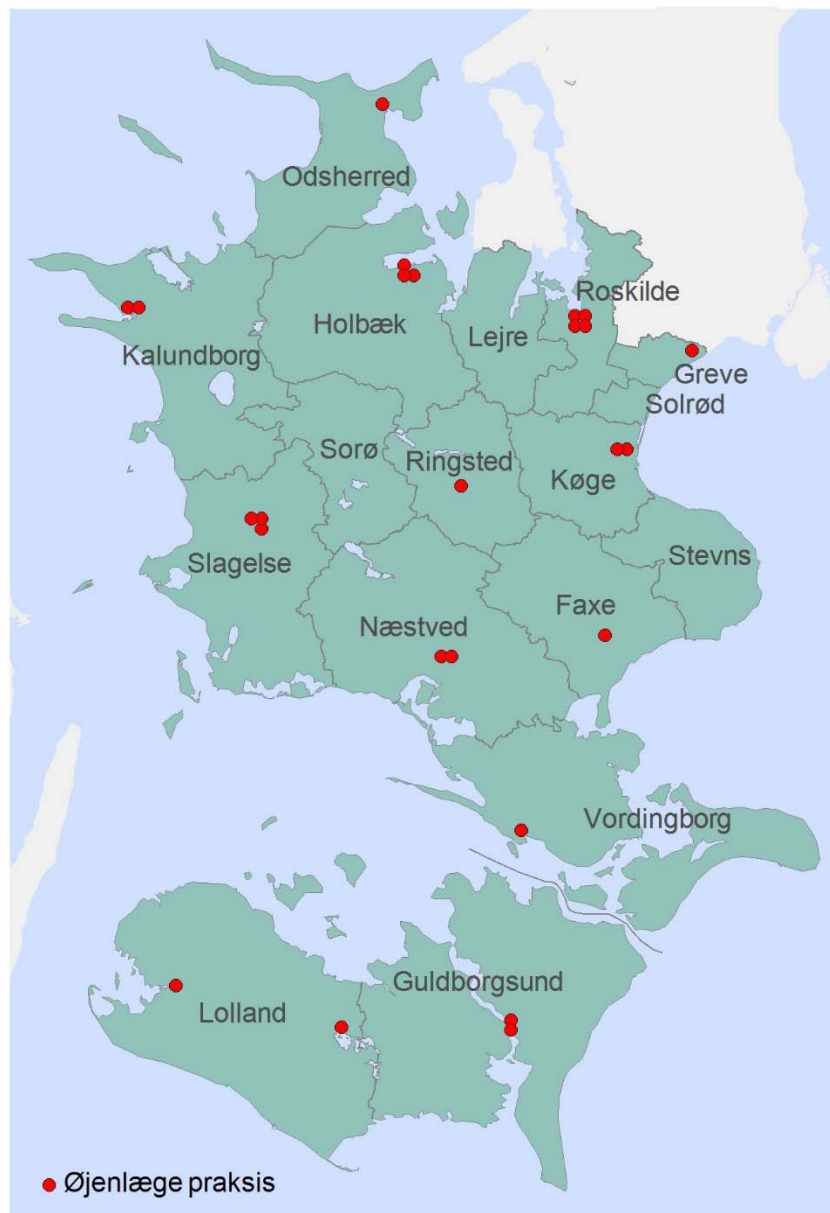 Odsherred
Roskilde
Holbæk
Lejre
Kalundborg
Greve
Solrød
Sorø
Ringsted
Køge
Slagelse
Stevns
Faxe
Næstved
Vordingborg
Guldborgsund
Lolland
Øjenlæge praksis